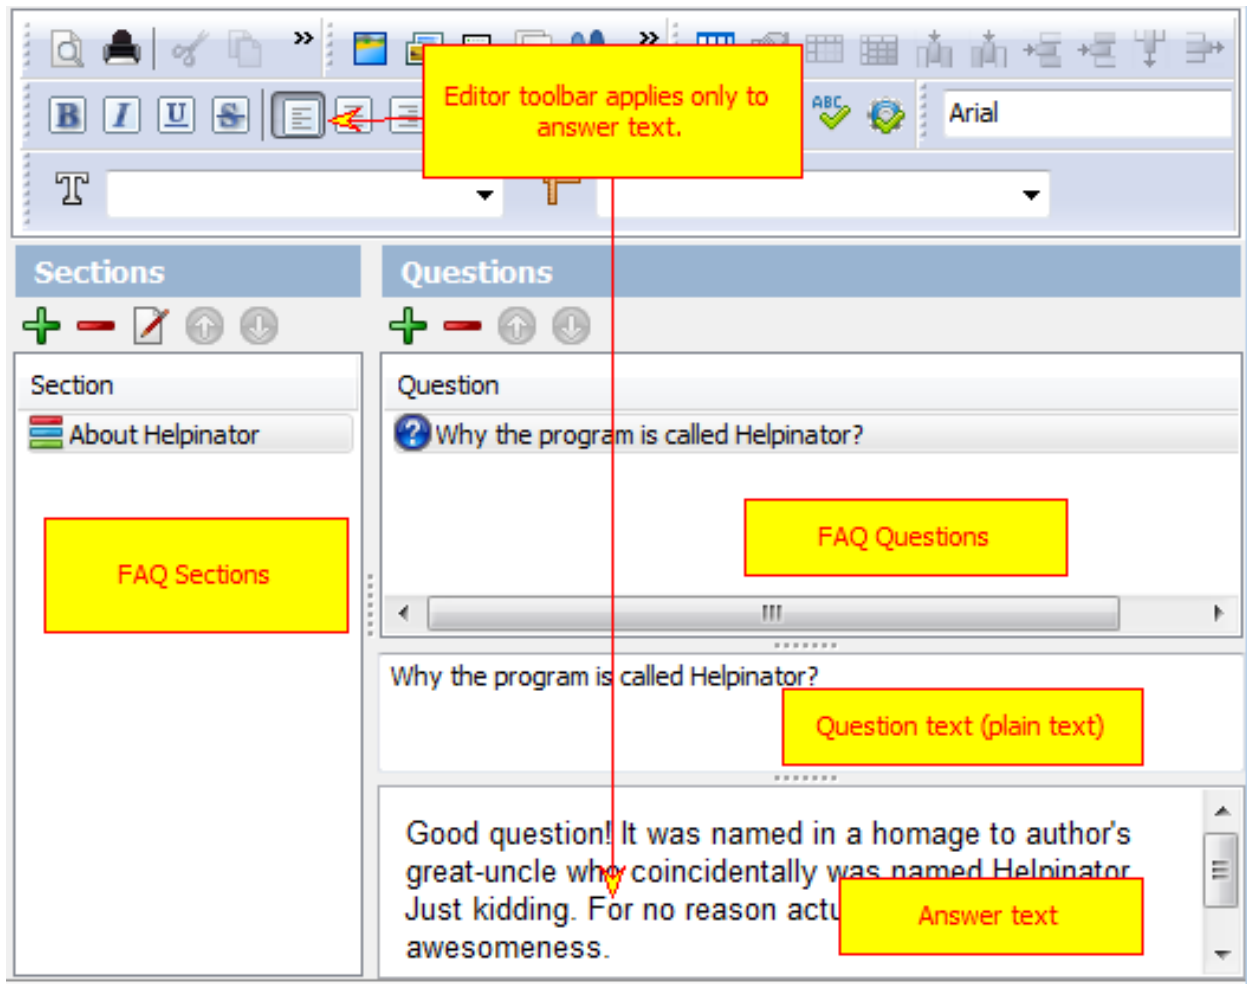 Editor toolbar applies only to
answer text.
B I U S
ABC
Arial
T
Sections
Questions
Section
Question
About Helpinator
Why the program is called Helpinator?
FAQ Sections
FAQ Questions
Why the program is called Helpinator?
Question text (plain text)
Good question! It was named in a homage to author's
great-uncle who coincidentally was named Helpinator
Just kidding. For no reason
awesomeness.
Answer text